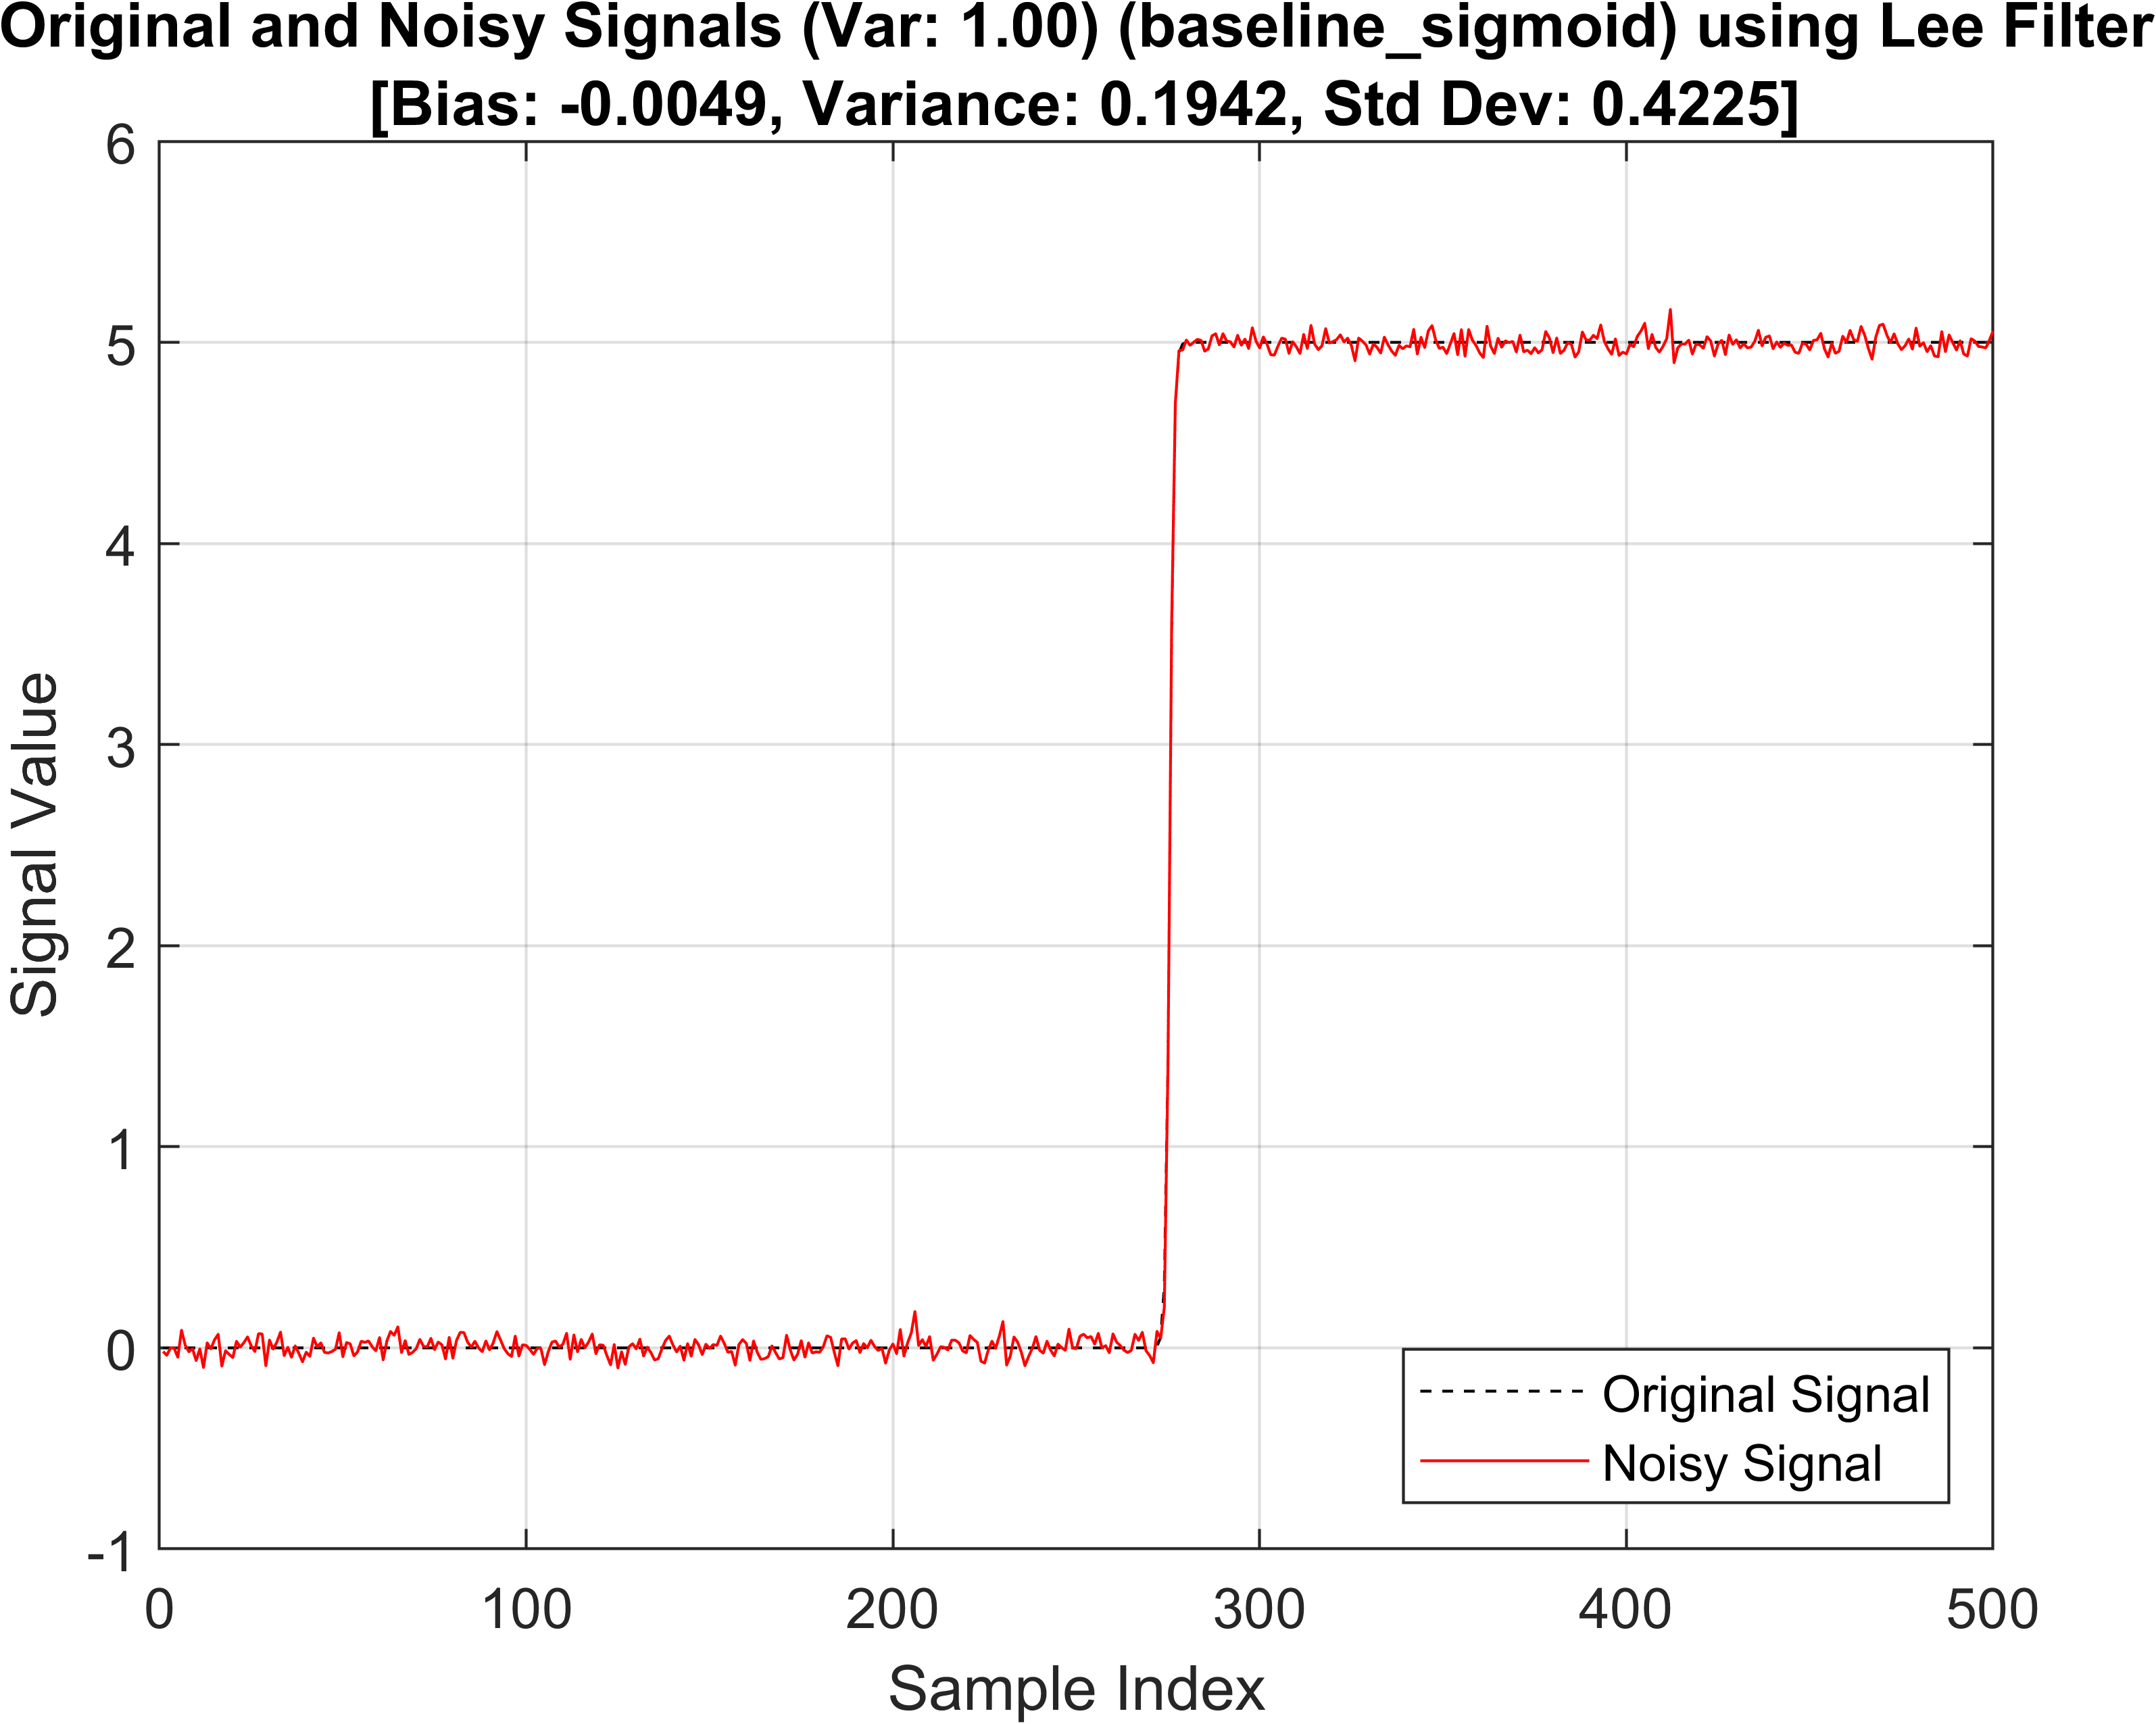 Original and Noisy Signals (Var: 1.00) (baseline_sigmoid) using Lee Filter
[Bias: -0.0049, Variance: 0.1942, Std Dev: 0.4225]
6
5
4
3
2
1
0
-1
Signal Value
Original Signal
Noisy Signal
0 100 200 300 400 500
Sample Index